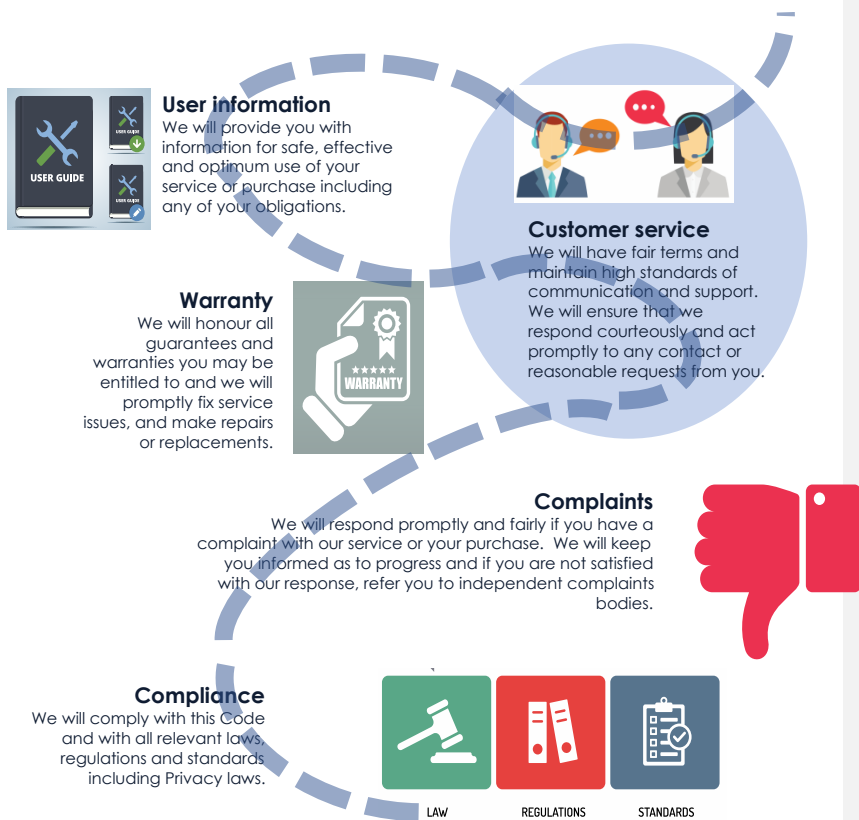 User information
We will provide you with
information for safe, effective
and optimum use of your
service or purchase including
any of your obligations.
USER GUIDE
USER GUIDE
USER GUIDE
Customer service
We will have fair terms and
maintain high standards of
communication and support.
We will ensure that we
respond courteously and act
promptly to any contact or
reasonable requests from you.
Warranty
We will honour all
guarantees and
warranties you may be
entitled to and we will
promptly fix service
issues, and make repairs
or replacements.
WARRANTY
Complaints
We will respond promptly and fairly if you have a
complaint with our service or your purchase.  We will keep
you informed as to progress and if you are not satisfied
with our response, refer you to independent complaints
bodies.
Compliance
We will comply with this Code
and with all relevant laws,
regulations and standards
including Privacy laws.
LAW
REGULATIONS
STANDARDS